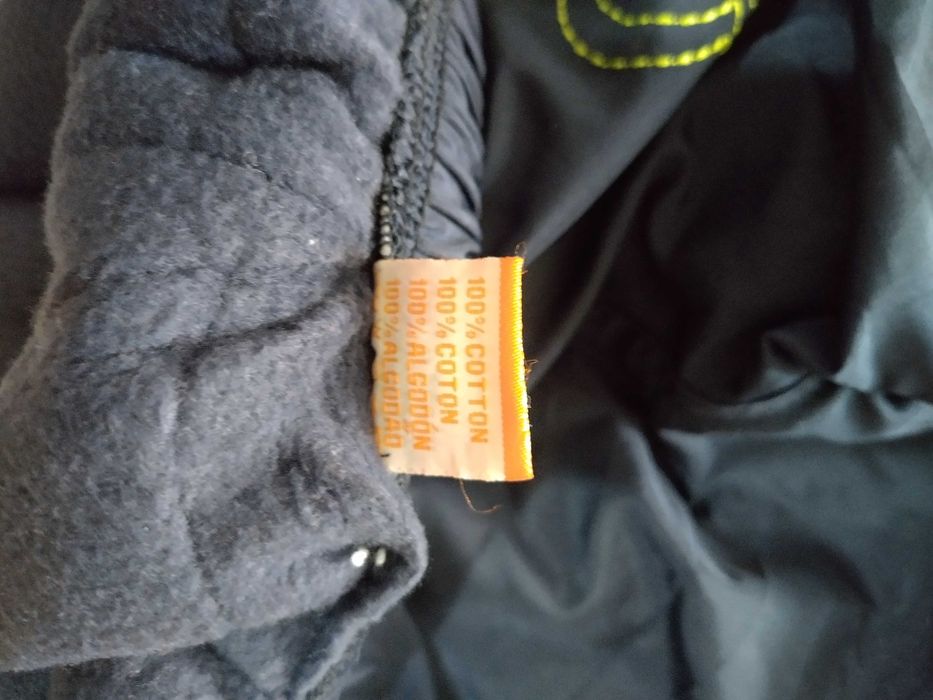 100% COTTON
100% COTON
100% ALGODÓN
100% ALGODÃO